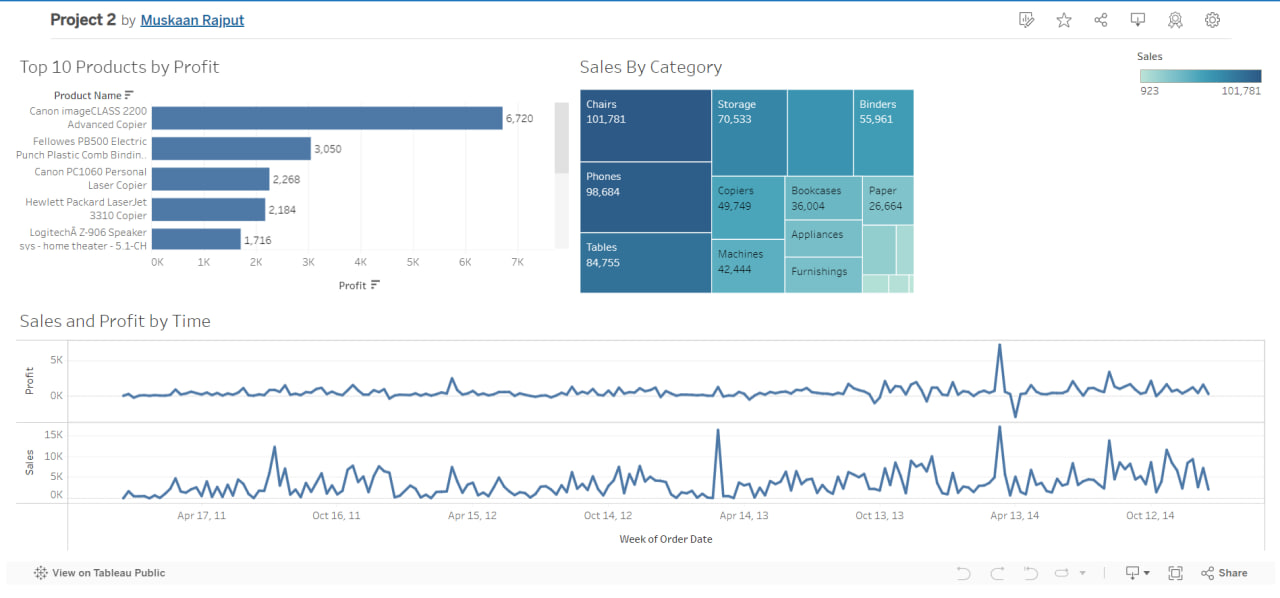 Project 2 by Muskaan Rajput
Top 10 Products by Profit
Product Name
Canon imageCLASS 2200
Advanced Copier
6,720
Fellowes PB500 Electric
Punch Plastic Comb Bindin..
3,050
Canon PC1060 Personal
Laser Copier
2,268
Hewlett Packard LaserJet
3310 Copier
2,184
LogitechÂ Z-906 Speaker
sys - home theater - 5.1-CH
1,716
0K 1K 2K 3K 4K 5K 6K 7K
Profit
Sales By Category
Chairs
101,781
Phones
98,684
Tables
84,755
Storage
70,533
Binders
55,961
Copiers
49,749
Machines
42,444
Bookcases
36,004
Appliances
Furnishings
Paper
26,664
Sales
923 101,781
Sales and Profit by Time
Profit
5K
0K
Sales
15K
10K
5K
0K
Apr 17, 11 Oct 16, 11 Apr 15, 12 Oct 14, 12 Apr 14, 13 Oct 13, 13 Apr 13, 14 Oct 12, 14
Week of Order Date
View on Tableau Public
Share